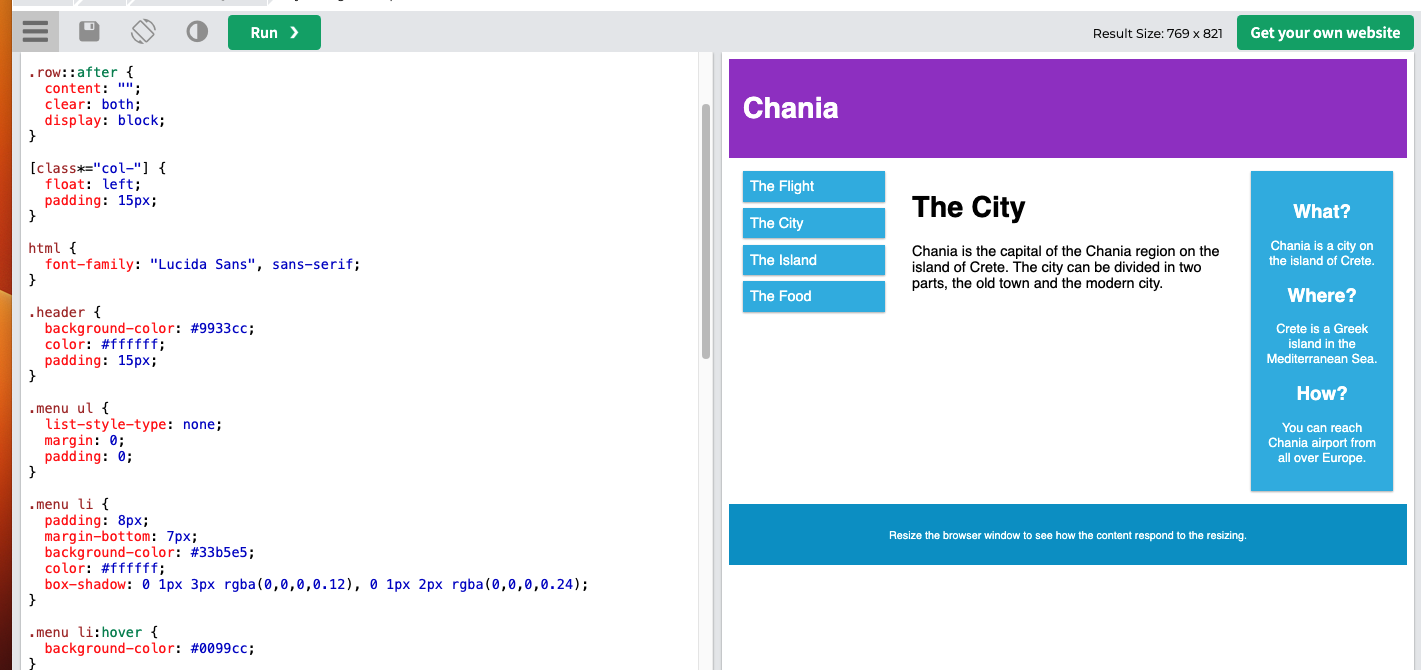 Run ❯
Result Size: 769 x 821
Get your own website
.row::after {
  content: "";
  clear: both;
  display: block;
}
[class*="col-"] {
  float: left;
  padding: 15px;
}
html {
  font-family: "Lucida Sans", sans-serif;
}
.header {
  background-color: #9933cc;
  color: #ffffff;
  padding: 15px;
}
.menu ul {
  list-style-type: none;
  margin: 0;
  padding: 0;
}
.menu li {
  padding: 8px;
  margin-bottom: 7px;
  background-color: #33b5e5;
  color: #ffffff;
  box-shadow: 0 1px 3px rgba(0,0,0,0.12), 0 1px 2px rgba(0,0,0,0.24);
}
.menu li:hover {
  background-color: #0099cc;
}
Chania
The Flight
The City
The Island
The Food
The City
Chania is the capital of the Chania region on the
island of Crete. The city can be divided in two
parts, the old town and the modern city.
What?
Chania is a city on
the island of Crete.
Where?
Crete is a Greek
island in the
Mediterranean Sea.
How?
You can reach
Chania airport from
all over Europe.
Resize the browser window to see how the content respond to the resizing.